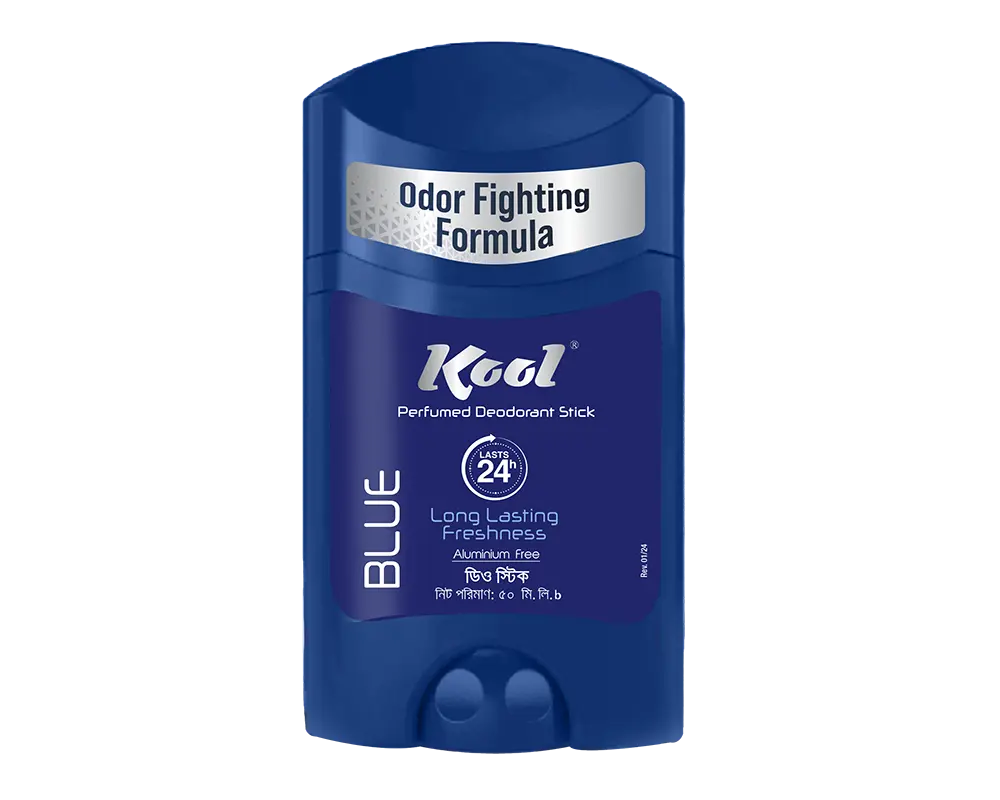 Odor Fighting
Formula
Kool®
Perfumed Deodorant Stick
LASTS
24h
Long Lasting
Freshness
Aluminium Free
ডিও স্টিক
নিট পরিমাণ: ৫০ মি. লি.b
BLUE
Rev. 01/24